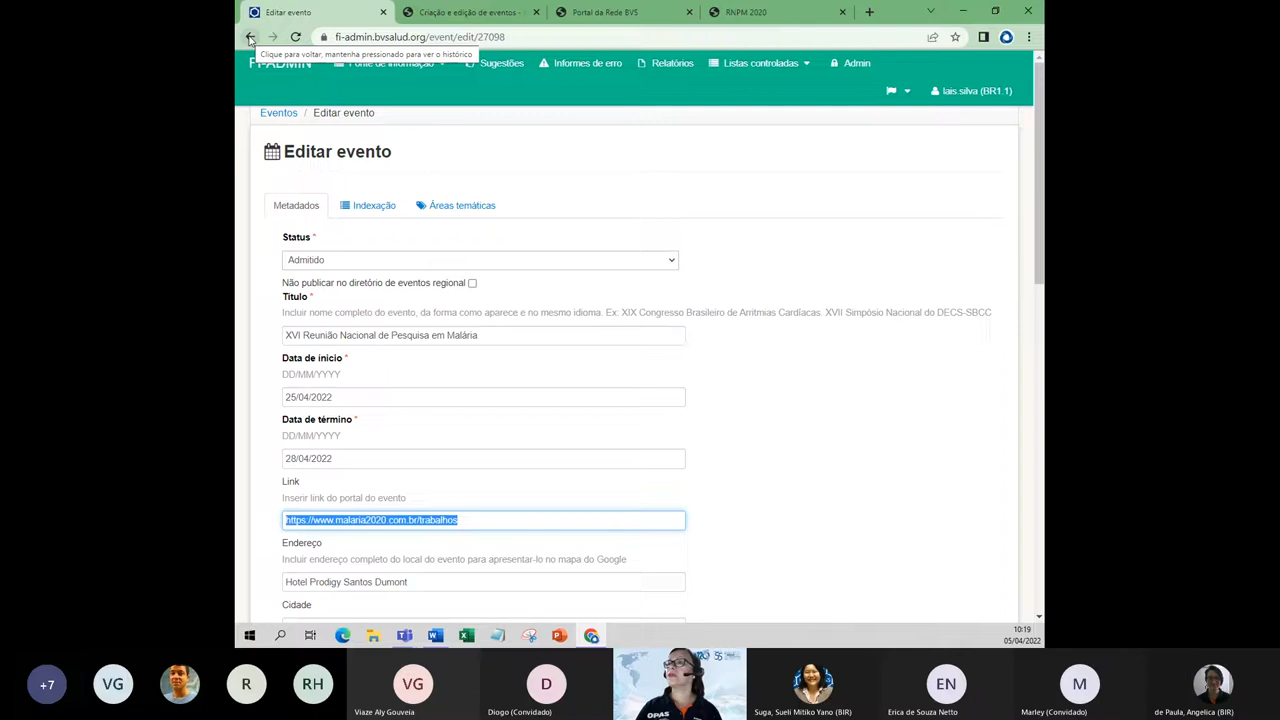 Editar evento
Criação e edição de eventos -
Portal da Rede BVS
RNPM 2020
fi-admin.bvsalud.org/event/edit/27098
Clique para voltar, mantenha pressionado para ver o histórico
FI-ADMIN
Fonte de informação
Sugestões
Informes de erro
Relatórios
Listas controladas
Admin
lais.silva (BR1.1)
Eventos / Editar evento
Editar evento
Metadados
Indexação
Áreas temáticas
Status *
Admitido
Não publicar no diretório de eventos regional
Título *
Incluir nome completo do evento, da forma como aparece e no mesmo idioma. Ex: XIX Congresso Brasileiro de Arritmias Cardíacas. XVII Simpósio Nacional do DECS-SBCC
XVI Reunião Nacional de Pesquisa em Malária
Data de inicio *
DD/MM/YYYY
25/04/2022
Data de término *
DD/MM/YYYY
28/04/2022
Link
Inserir link do portal do evento
https://www.malaria2020.com.br/trabalhos
Endereço
Incluir endereço completo do local do evento para apresentar-lo no mapa do Google
Hotel Prodigy Santos Dumont
Cidade
10:19
05/04/2022
+7
VG
R
RH
VG
Viaze Aly Gouveia
D
Diogo (Convidado)
OPAS
Suga, Sueli Mitiko Yano (BIR)
EN
Erica de Souza Netto
M
Marley (Convidado)
de Paula, Angelica (BIR)